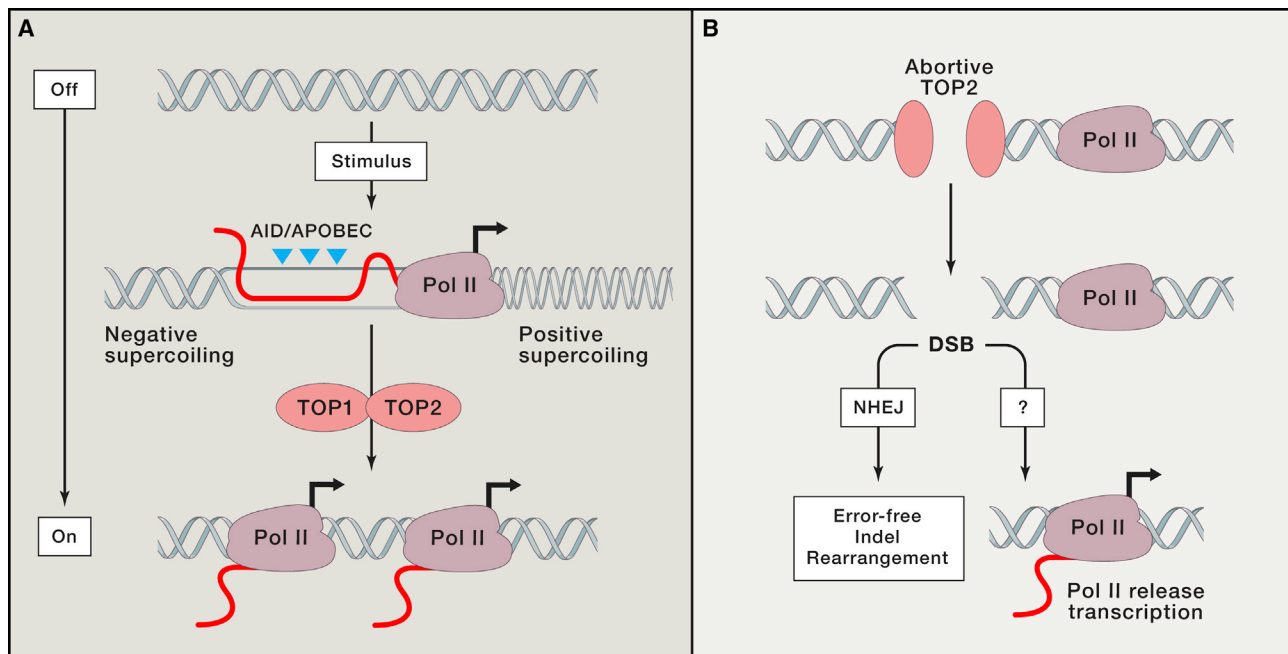 A
Off
Stimulus
AID/APOBEC
Pol II
Negative
supercoiling
Positive
supercoiling
TOP1
TOP2
On
Pol II
Pol II
B
Abortive
TOP2
Pol II
Pol II
DSB
NHEJ
?
Error-free
Indel
Rearrangement
Pol II
Pol II release
transcription